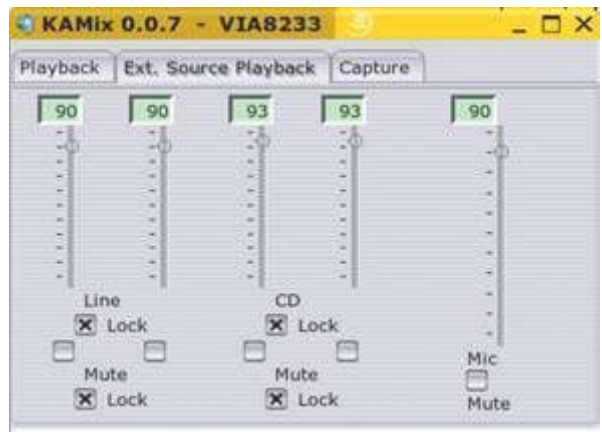 KAMix 0.0.7 - VIA8233
Playback Ext. Source Playback Capture
90 90 93 93 90
Line CD
Lock Lock
Mic
Mute Mute
Lock Lock Mute